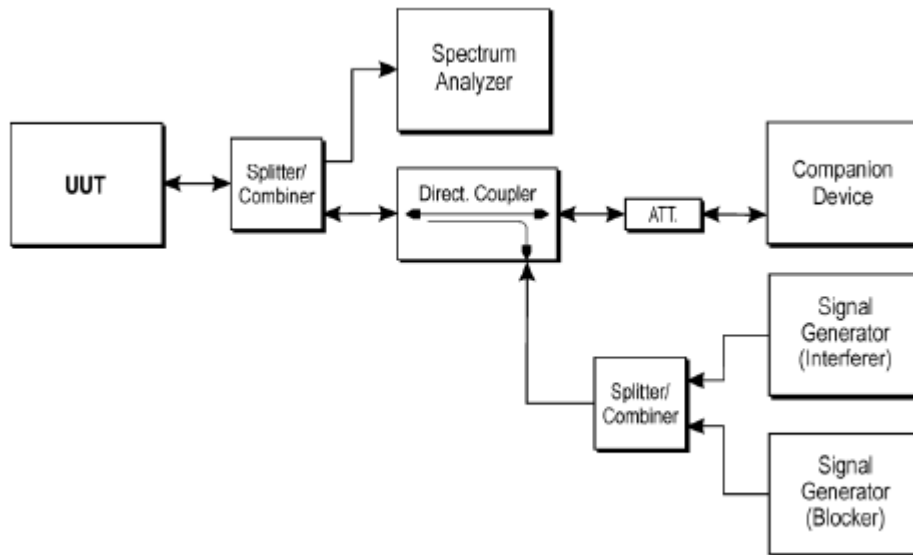 Spectrum
Analyzer
UUT
Splitter/
Combiner
Direct. Coupler
ATT.
Companion
Device
Signal
Generator
(Interferer)
Splitter/
Combiner
Signal
Generator
(Blocker)